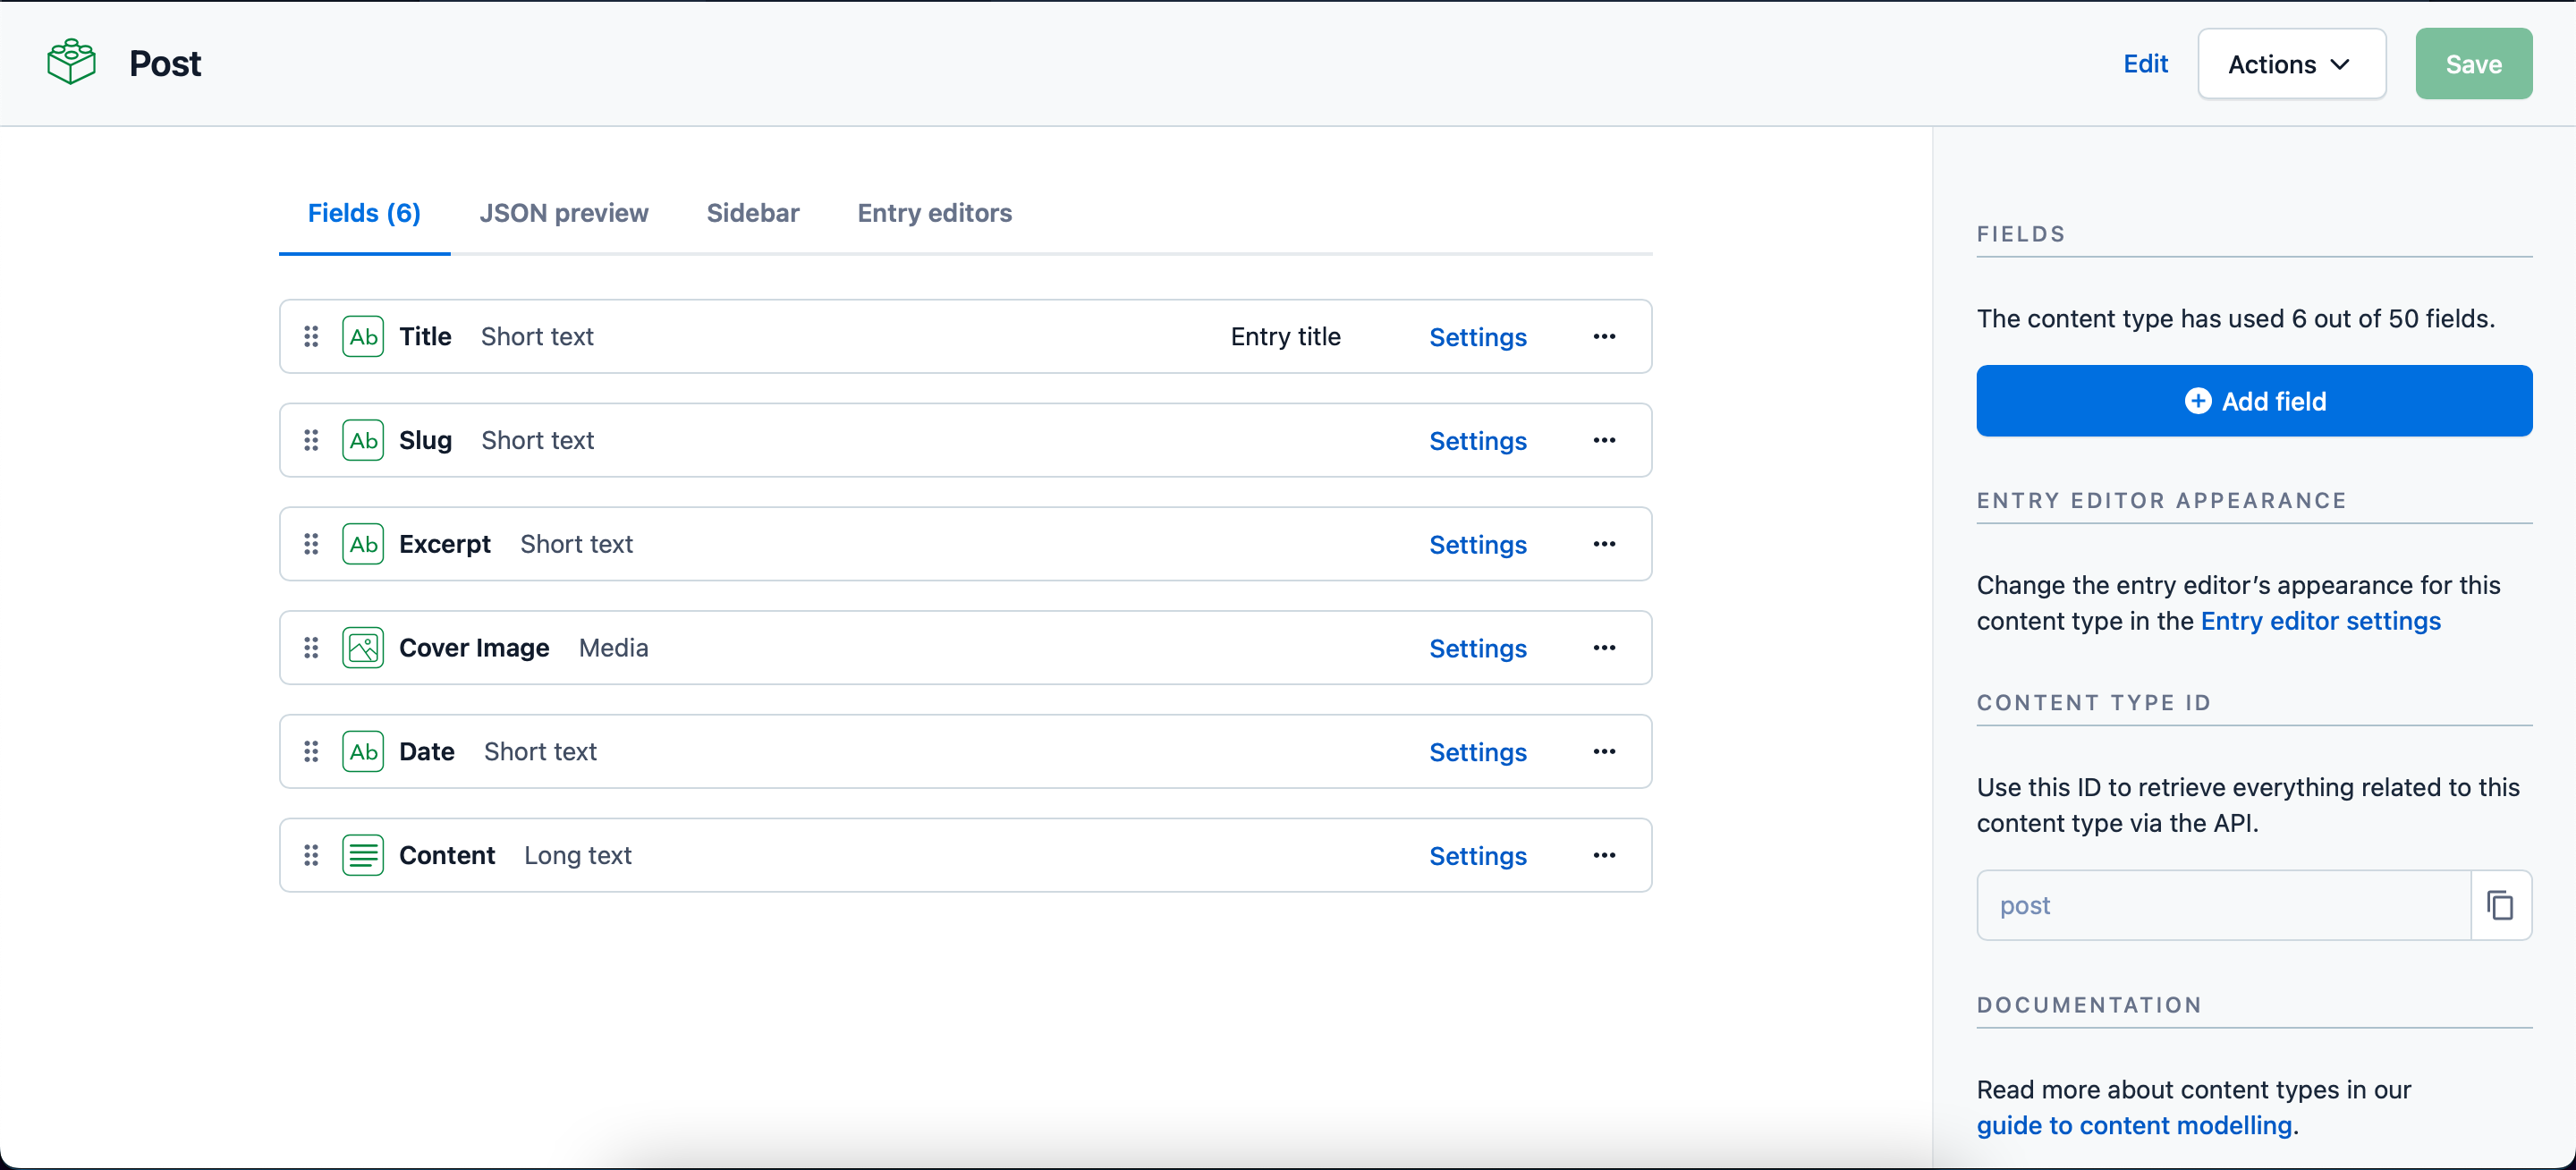 Post
Edit
Actions
Save
Fields (6)
JSON preview
Sidebar
Entry editors
Ab Title Short text Entry title Settings
Ab Slug Short text Settings
Ab Excerpt Short text Settings
Cover Image Media Settings
Ab Date Short text Settings
Content Long text Settings
FIELDS
The content type has used 6 out of 50 fields.
Add field
ENTRY EDITOR APPEARANCE
Change the entry editor’s appearance for this
content type in the Entry editor settings
CONTENT TYPE ID
Use this ID to retrieve everything related to this
content type via the API.
post
DOCUMENTATION
Read more about content types in our
guide to content modelling.